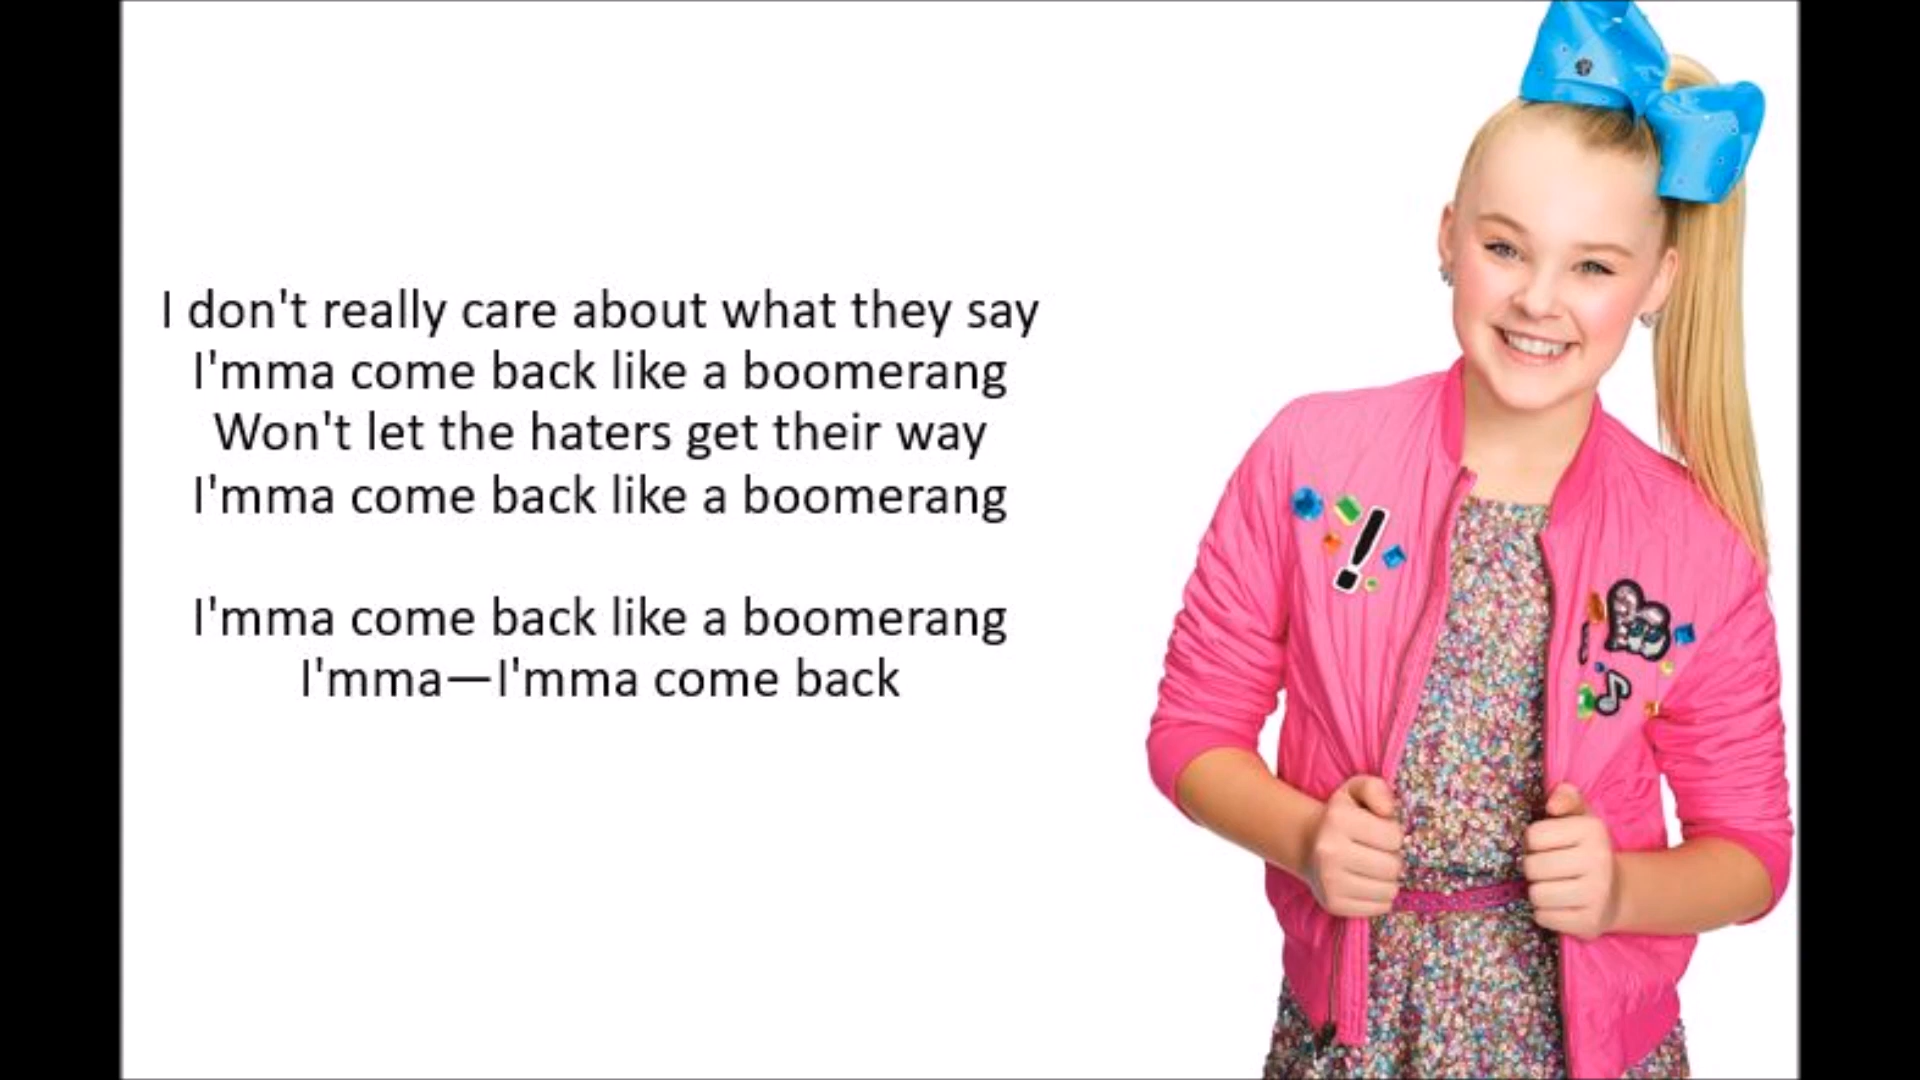 I don't really care about what they say
I'mma come back like a boomerang
Won't let the haters get their way
I'mma come back like a boomerang
I'mma come back like a boomerang
I'mma—I'mma come back